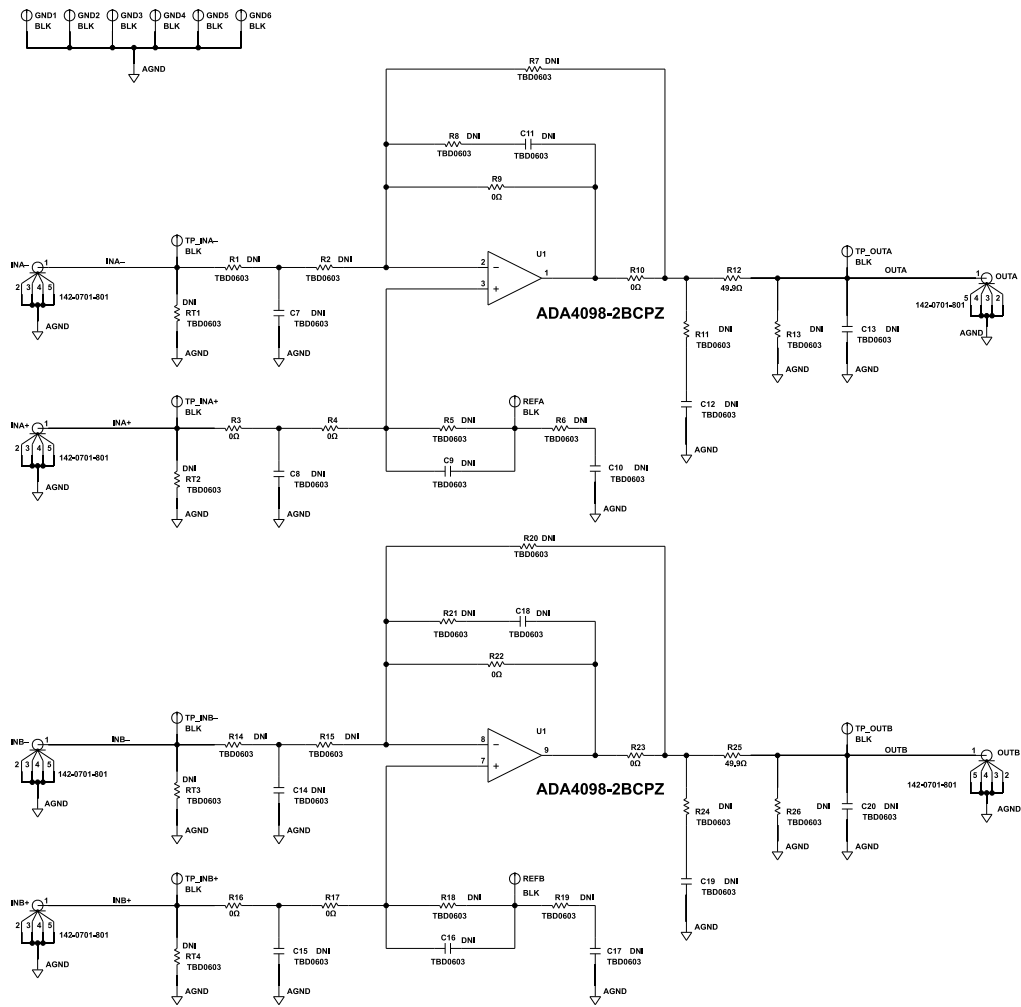 GND1 GND2 GND3 GND4 GND5 GND6
BLK BLK BLK BLK BLK BLK
AGND
R7 DNI
TBD0603
R8 DNI
TBD0603
C11 DNI
TBD0603
R9
0Ω
TP_INA–
BLK
INA– 1
INA–
2 3 4 5
142-0701-801
AGND
DNI
RT1
TBD0603
AGND
R1 DNI
TBD0603
C7 DNI
TBD0603
AGND
R2 DNI
TBD0603
U1
2 –
3 +
1
ADA4098-2BCPZ
R10
0Ω
R12
49.9Ω
TP_OUTA
BLK
OUTA
1
OUTA
5 4 3 2
142-0701-801
AGND
R11 DNI
TBD0603
C12 DNI
TBD0603
AGND
R13 DNI
TBD0603
AGND
C13 DNI
TBD0603
AGND
TP_INA+
BLK
INA+ 1
INA+
2 3 4 5
142-0701-801
AGND
DNI
RT2
TBD0603
AGND
R3
0Ω
C8 DNI
TBD0603
AGND
R4
0Ω
R5 DNI
TBD0603
C9 DNI
TBD0603
REFA
BLK
R6 DNI
TBD0603
C10 DNI
TBD0603
AGND
R20 DNI
TBD0603
R21 DNI
TBD0603
C18 DNI
TBD0603
R22
0Ω
TP_INB–
BLK
INB– 1
INB–
2 3 4 5
142-0701-801
AGND
DNI
RT3
TBD0603
AGND
R14 DNI
TBD0603
C14 DNI
TBD0603
AGND
R15 DNI
TBD0603
U1
8 –
7 +
9
ADA4098-2BCPZ
R23
0Ω
R25
49.9Ω
TP_OUTB
BLK
OUTB
1
OUTB
5 4 3 2
142-0701-801
AGND
R24 DNI
TBD0603
C19 DNI
TBD0603
AGND
R26 DNI
TBD0603
AGND
C20 DNI
TBD0603
AGND
TP_INB+
BLK
INB+ 1
INB+
2 3 4 5
142-0701-801
AGND
DNI
RT4
TBD0603
AGND
R16
0Ω
C15 DNI
TBD0603
AGND
R17
0Ω
R18 DNI
TBD0603
C16 DNI
TBD0603
REFB
BLK
R19 DNI
TBD0603
C17 DNI
TBD0603
AGND